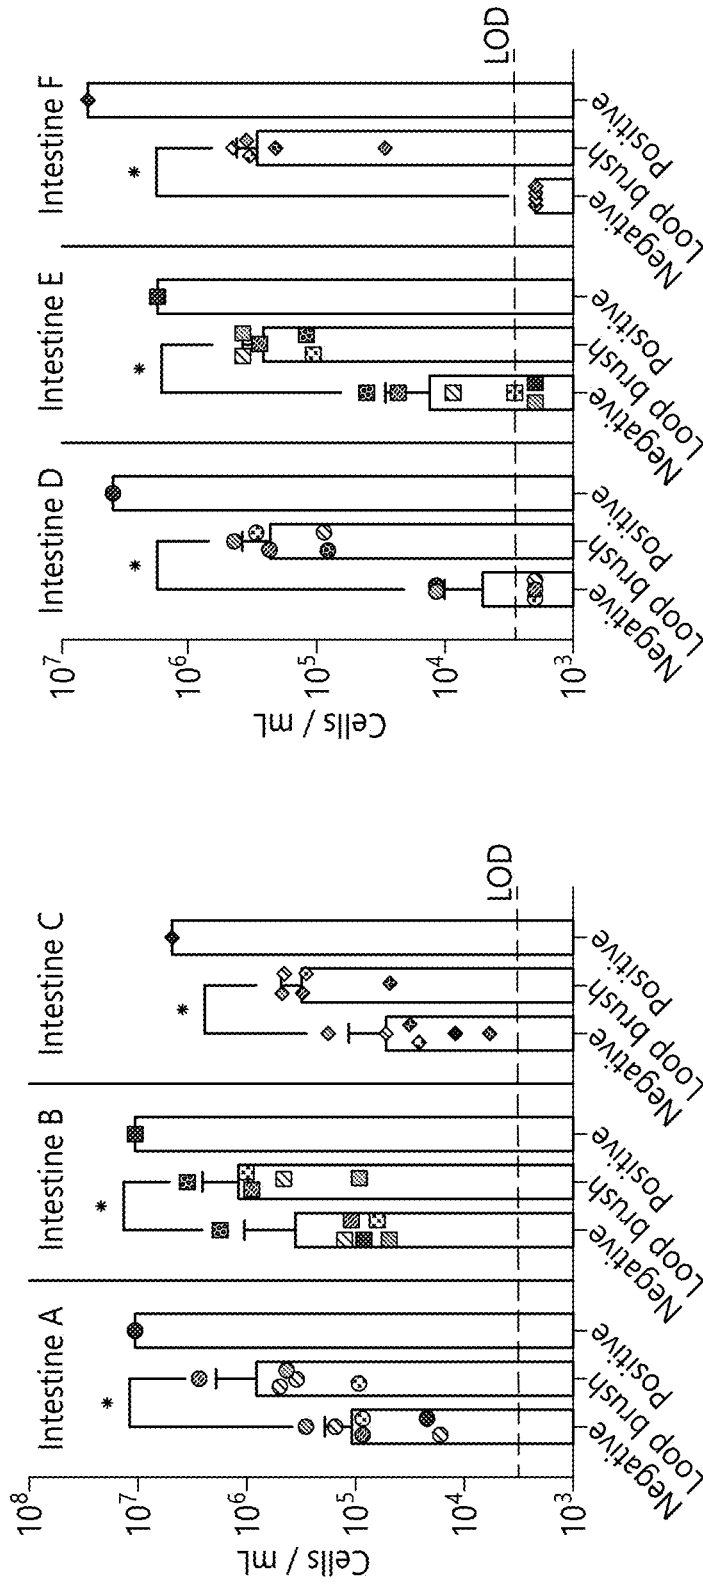 Intestine A
Intestine B
Intestine C
*
*
*
10⁸
10⁷
10⁶
10⁵
10⁴
10³
Cells / mL
LOD
Negative
Loop brush
Positive
Negative
Loop brush
Positive
Negative
Loop brush
Positive
Intestine D
Intestine E
Intestine F
*
*
*
10⁷
10⁶
10⁵
10⁴
10³
Cells / mL
LOD
Negative
Loop brush
Positive
Negative
Loop brush
Positive
Negative
Loop brush
Positive